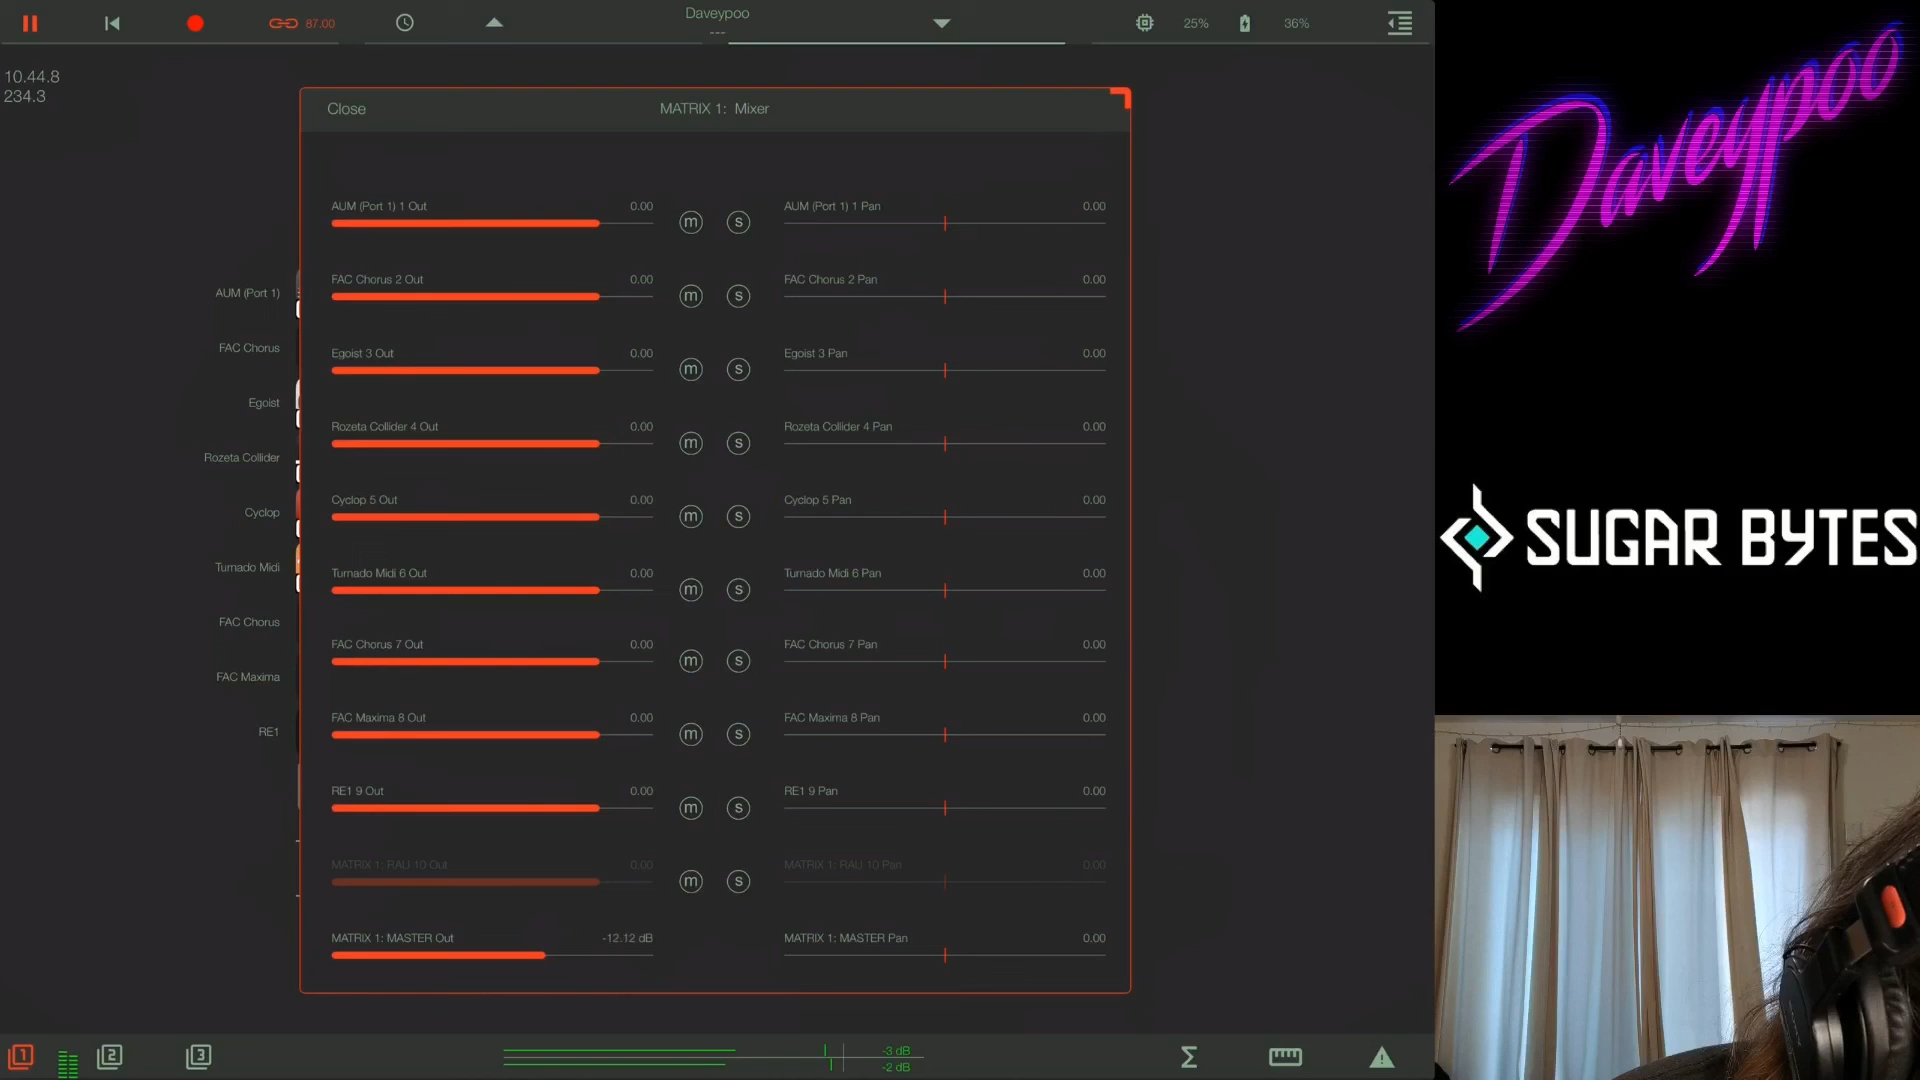 87.00
Daveypoo
---
25%
36%
10.44.8
234.3
Close
MATRIX 1: Mixer
AUM (Port 1) 1 Out 0.00 m s AUM (Port 1) 1 Pan 0.00
FAC Chorus 2 Out 0.00 m s FAC Chorus 2 Pan 0.00
Egoist 3 Out 0.00 m s Egoist 3 Pan 0.00
Rozeta Collider 4 Out 0.00 m s Rozeta Collider 4 Pan 0.00
Cyclop 5 Out 0.00 m s Cyclop 5 Pan 0.00
Turnado Midi 6 Out 0.00 m s Turnado Midi 6 Pan 0.00
FAC Chorus 7 Out 0.00 m s FAC Chorus 7 Pan 0.00
FAC Maxima 8 Out 0.00 m s FAC Maxima 8 Pan 0.00
RE1 9 Out 0.00 m s RE1 9 Pan 0.00
MATRIX 1: RAU 10 Out 0.00 m s MATRIX 1: RAU 10 Pan 0.00
MATRIX 1: MASTER Out -12.12 dB MATRIX 1: MASTER Pan 0.00
AUM (Port 1)
FAC Chorus
Egoist
Rozeta Collider
Cyclop
Turnado Midi
FAC Chorus
FAC Maxima
RE1
1
2
3
-3 dB
-2 dB
Σ
Daveypoo
SUGAR BYTES